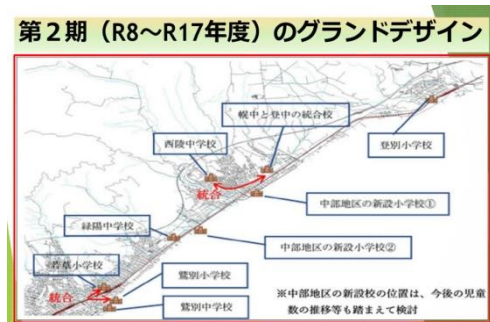 第２期（R8～R17年度）のグランドデザイン
幌中と登中の統合校
西陵中学校
登別小学校
統合
中部地区の新設小学校①
緑陽中学校
中部地区の新設小学校②
若草小学校
鷲別小学校
統合
鷲別中学校
※中部地区の新設校の位置は、今後の児童
数の推移等も踏まえて検討